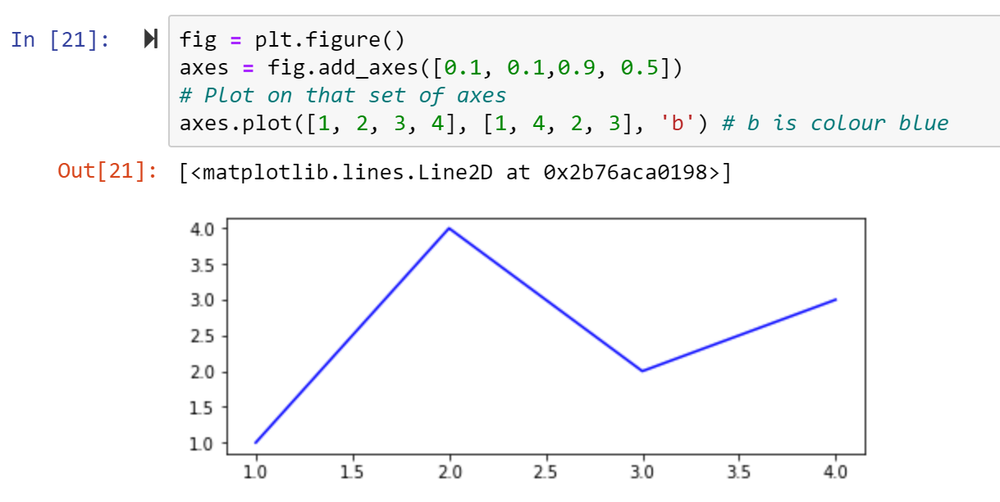 In [21]: fig = plt.figure()
axes = fig.add_axes([0.1, 0.1,0.9, 0.5])
# Plot on that set of axes
axes.plot([1, 2, 3, 4], [1, 4, 2, 3], 'b') # b is colour blue
Out[21]: [<matplotlib.lines.Line2D at 0x2b76aca0198>]
4.0
3.5
3.0
2.5
2.0
1.5
1.0
1.0 1.5 2.0 2.5 3.0 3.5 4.0